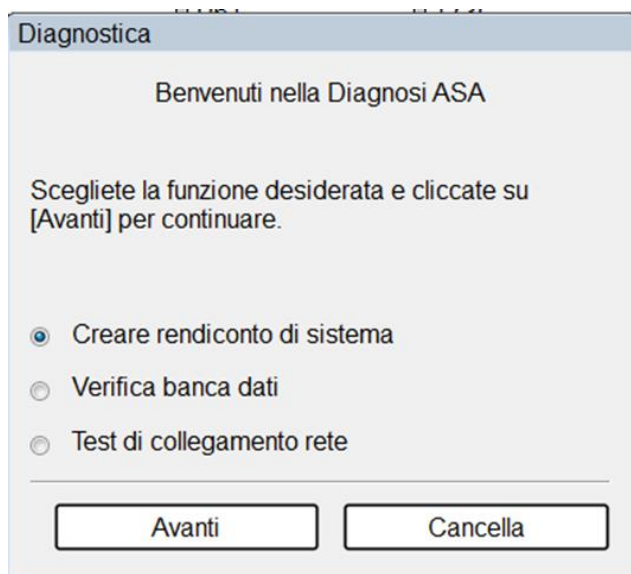 Diagnostica
Benvenuti nella Diagnosi ASA
Scegliete la funzione desiderata e cliccate su
[Avanti] per continuare.
Creare rendiconto di sistema
Verifica banca dati
Test di collegamento rete
Avanti
Cancella